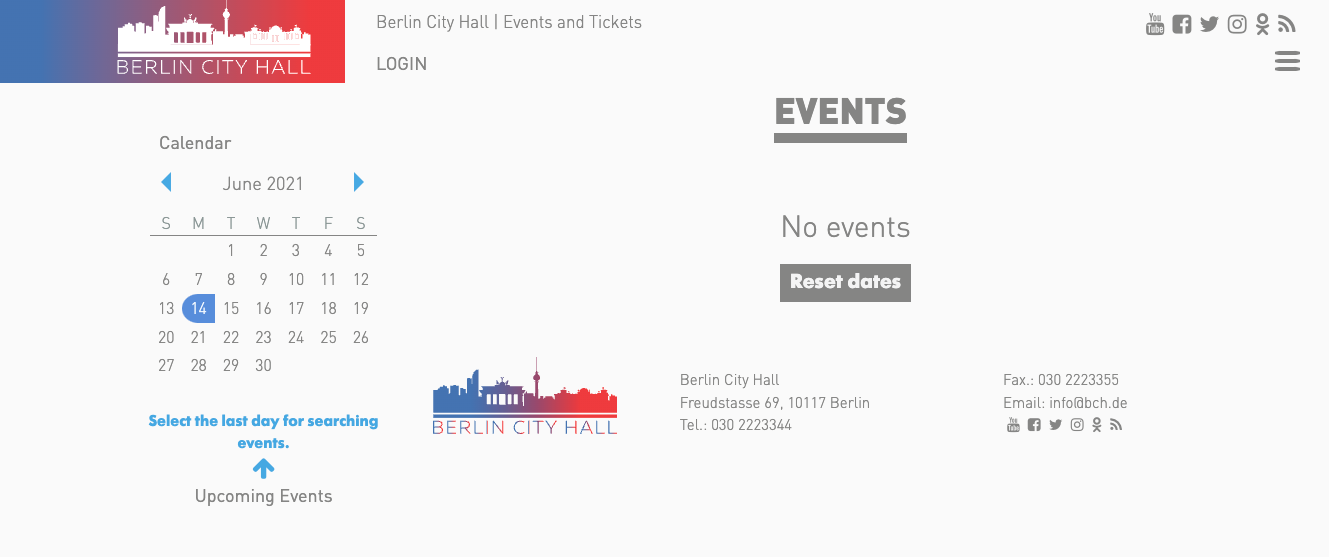 BERLIN CITY HALL
Berlin City Hall | Events and Tickets
LOGIN
You Tube
EVENTS
Calendar
June 2021
S M T W T F S
1 2 3 4 5
6 7 8 9 10 11 12
13 14 15 16 17 18 19
20 21 22 23 24 25 26
27 28 29 30
Select the last day for searching
events.
Upcoming Events
No events
Reset dates
BERLIN CITY HALL
Berlin City Hall
Freudstasse 69, 10117 Berlin
Tel.: 030 2223344
Fax.: 030 2223355
Email: info@bch.de
You Tube